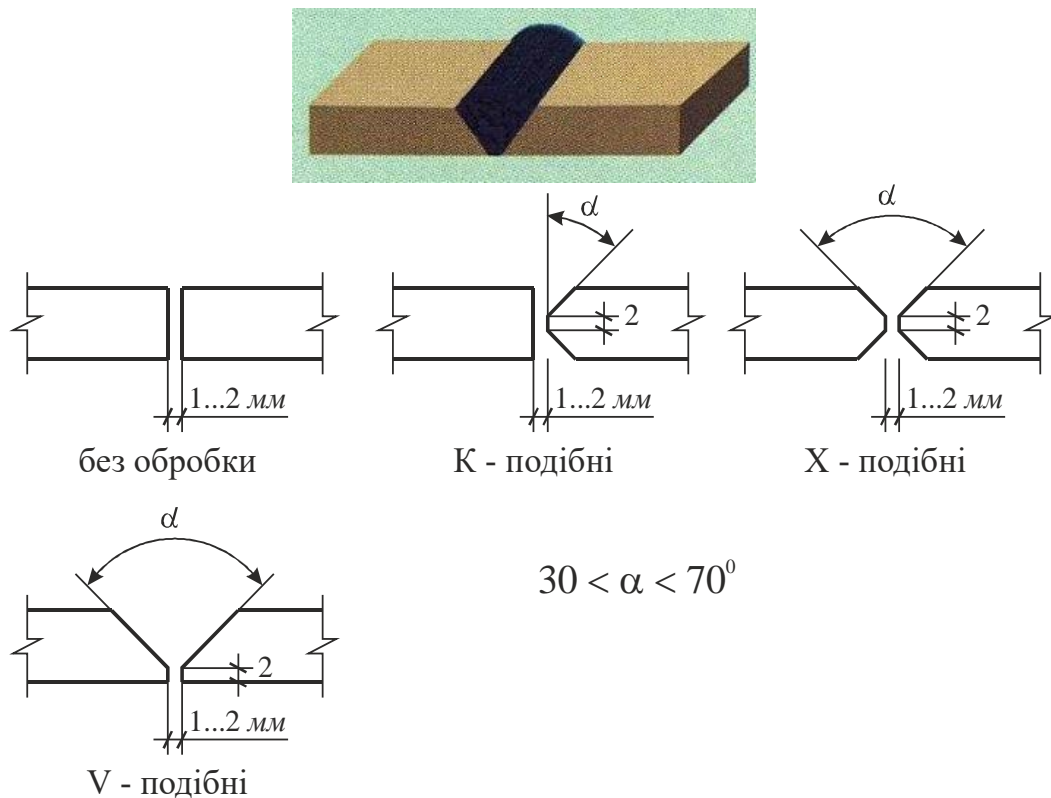 α
α
2
2
1...2 мм
1...2 мм
1...2 мм
без обробки
К - подібні
Х - подібні
α
30 < α < 70⁰
2
1...2 мм
V - подібні